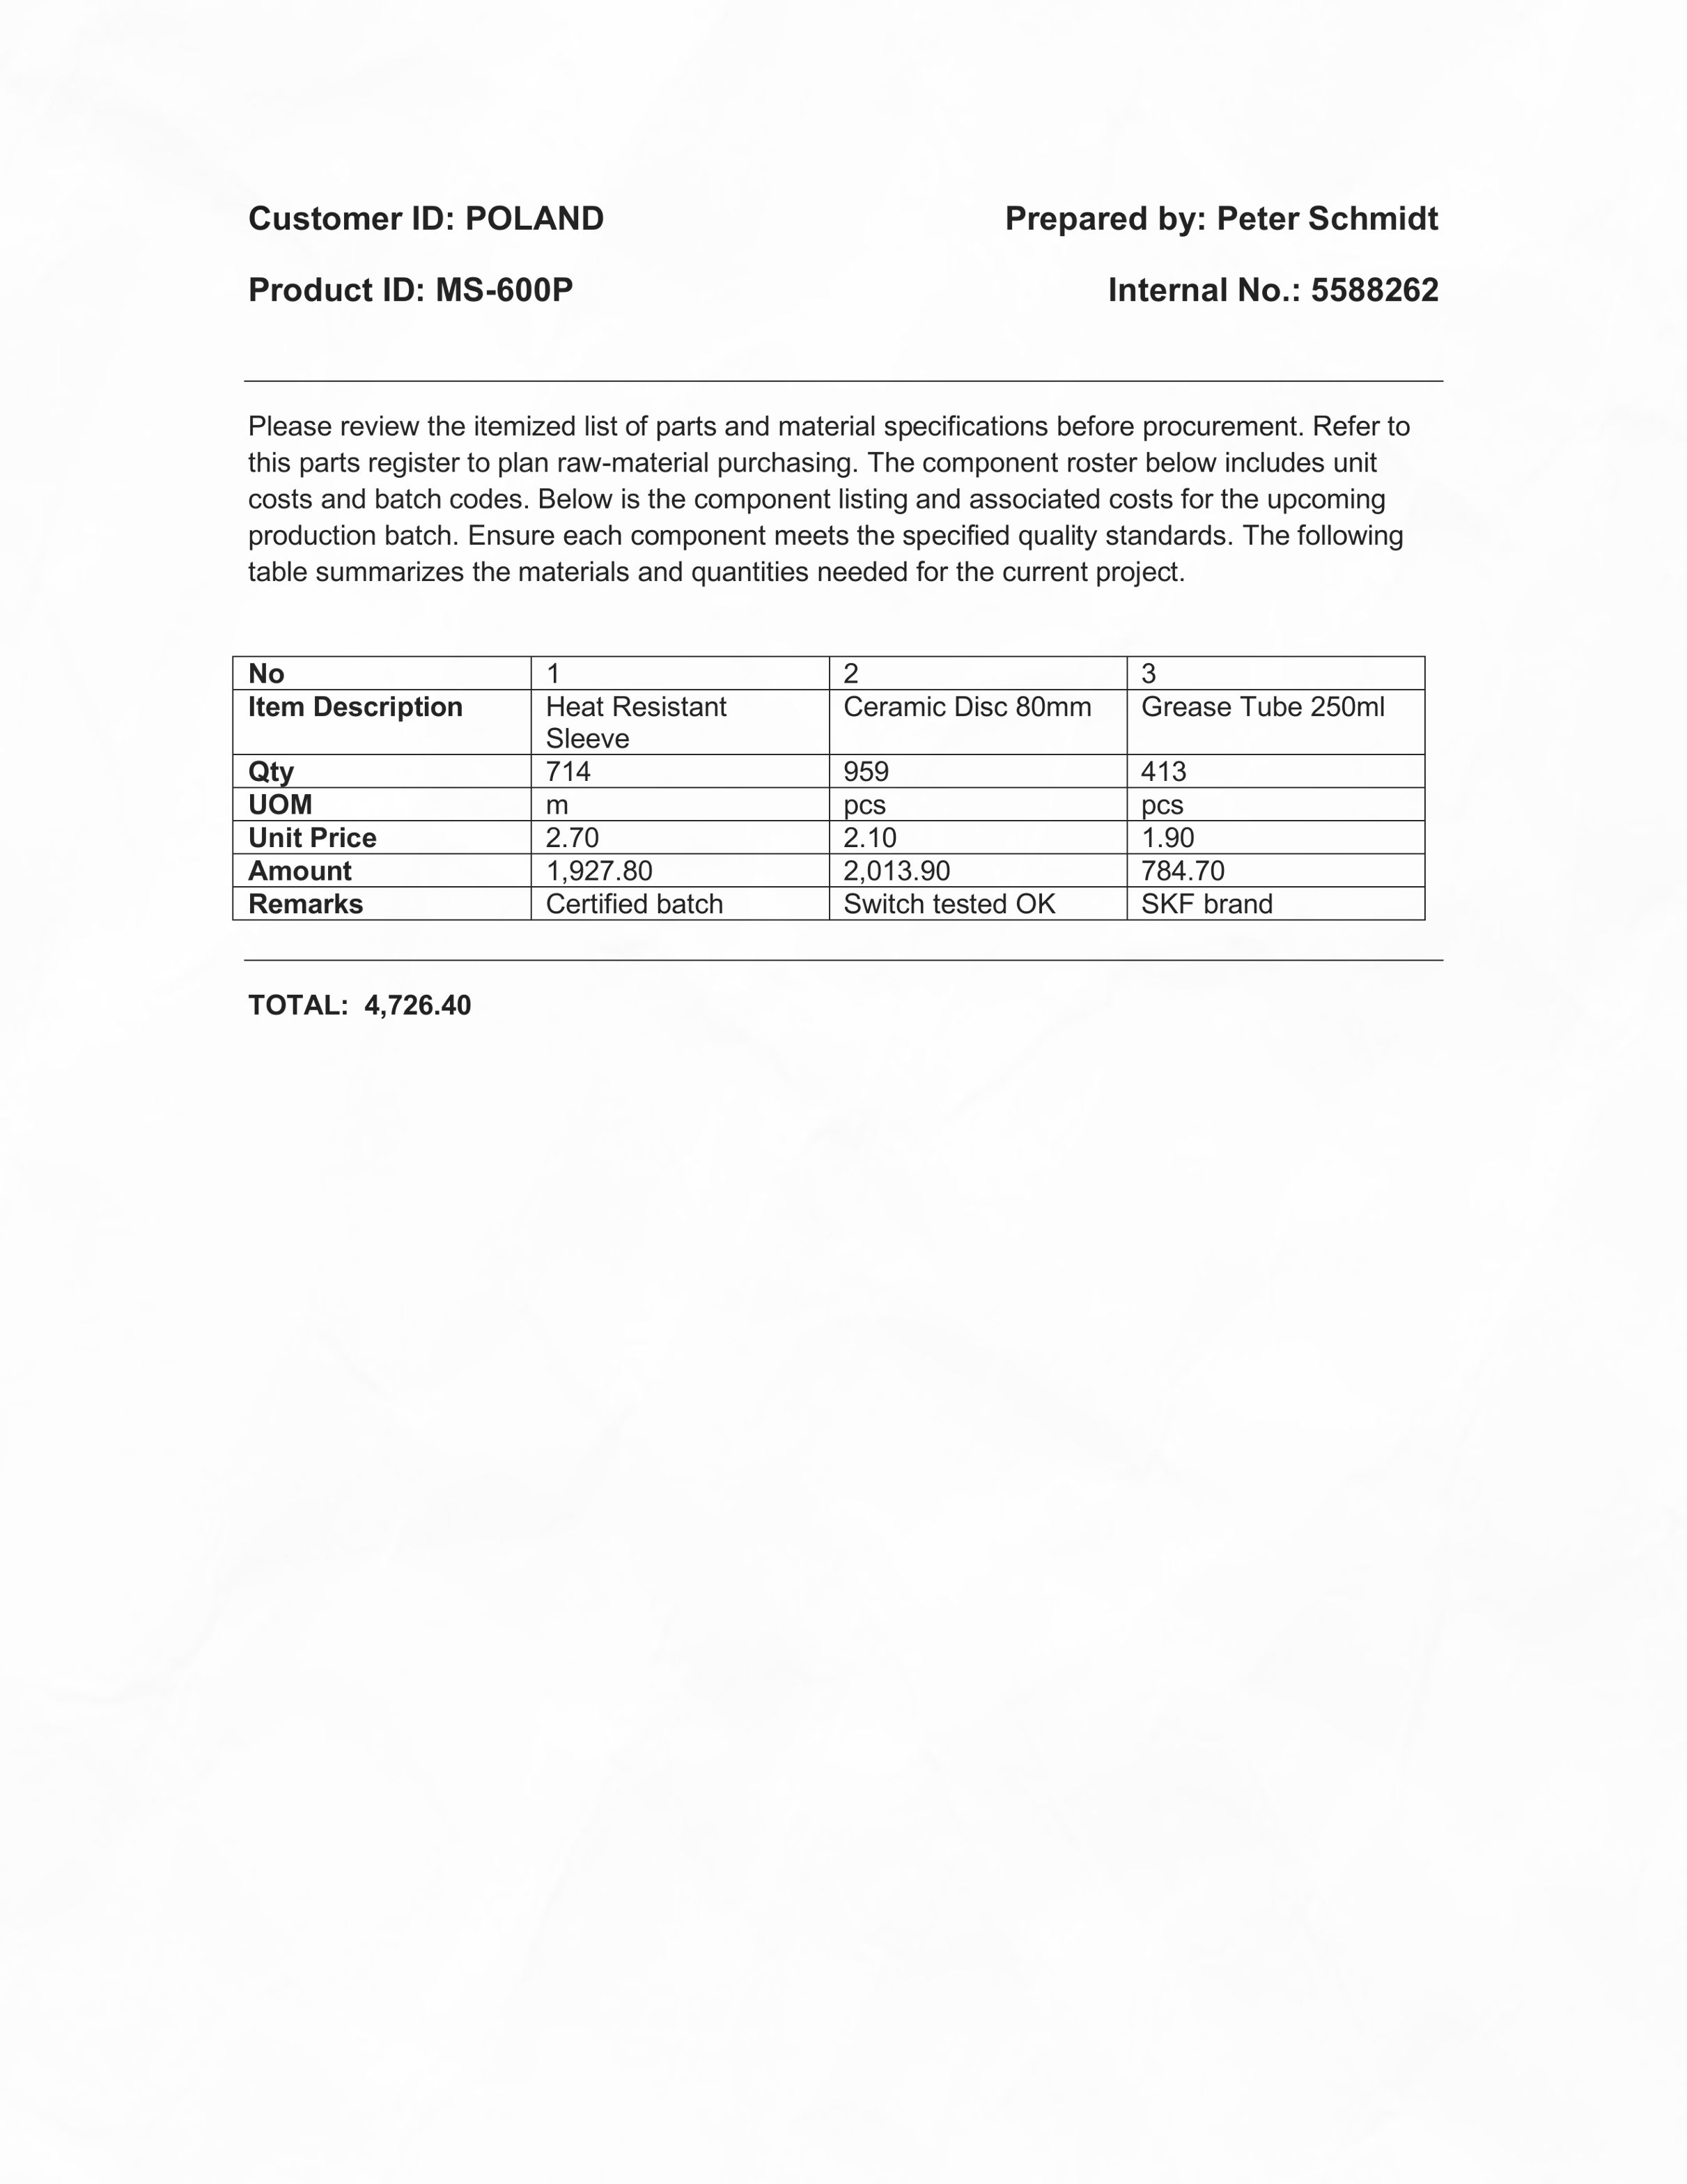 Customer ID: POLAND Prepared by: Peter Schmidt
Product ID: MS-600P Internal No.: 5588262
Please review the itemized list of parts and material specifications before procurement. Refer to
this parts register to plan raw-material purchasing. The component roster below includes unit
costs and batch codes. Below is the component listing and associated costs for the upcoming
production batch. Ensure each component meets the specified quality standards. The following
table summarizes the materials and quantities needed for the current project.
No 1 2 3
Item Description Heat Resistant Sleeve Ceramic Disc 80mm Grease Tube 250ml
Qty 714 959 413
UOM m pcs pcs
Unit Price 2.70 2.10 1.90
Amount 1,927.80 2,013.90 784.70
Remarks Certified batch Switch tested OK SKF brand
TOTAL: 4,726.40